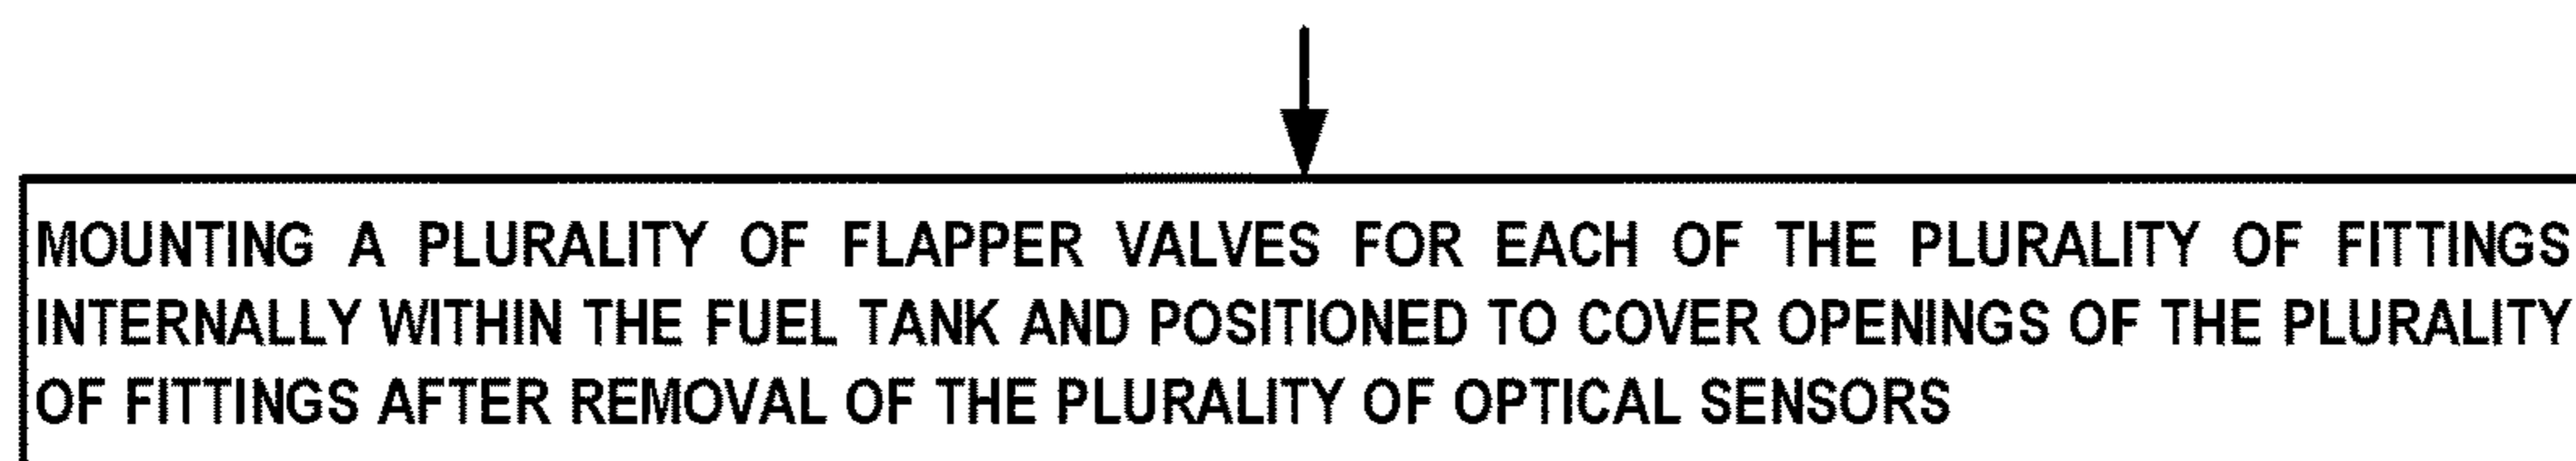 MOUNTING A PLURALITY OF FLAPPER VALVES FOR EACH OF THE PLURALITY OF FITTINGS
INTERNALLY WITHIN THE FUEL TANK AND POSITIONED TO COVER OPENINGS OF THE PLURALITY
OF FITTINGS AFTER REMOVAL OF THE PLURALITY OF OPTICAL SENSORS